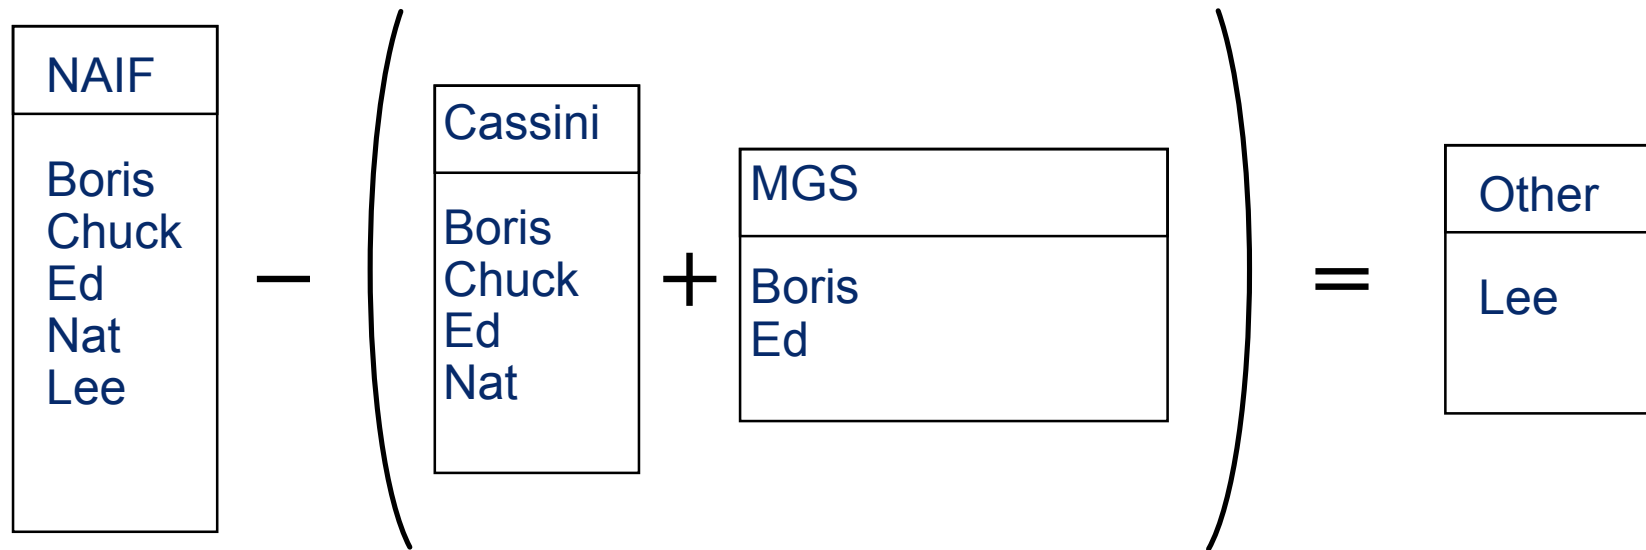 NAIF
Boris
Chuck
Ed
Nat
Lee
−
(
Cassini
Boris
Chuck
Ed
Nat
+
MGS
Boris
Ed
)
=
Other
Lee